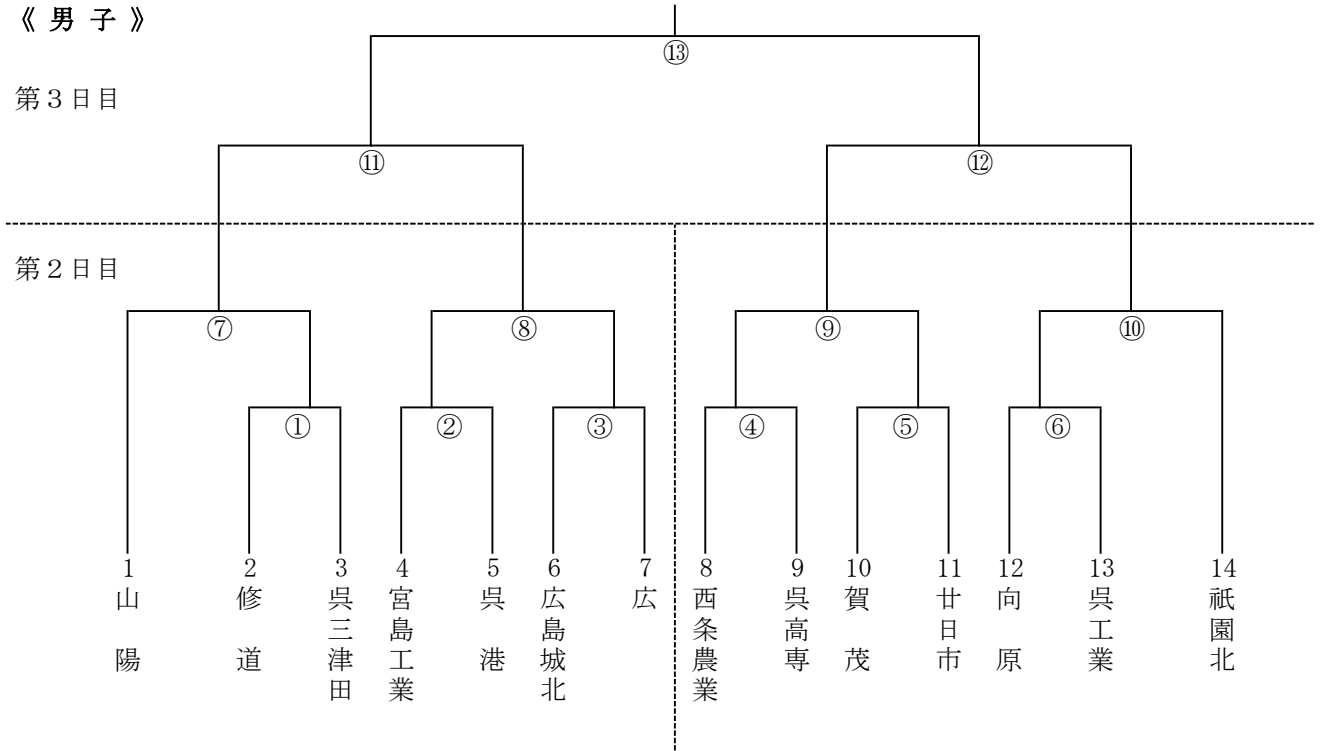 《 男 子 》
⑬
第３日目
⑪
⑫
第２日目
⑦
⑧
⑨
⑩
①
②
③
④
⑤
⑥
1
山陽
2
修道
3
呉三津田
4
宮島工業
5
呉港
6
広島城北
7
広
8
西条農業
9
呉高専
10
賀茂
11
廿日市
12
向原
13
呉工業
14
祇園北